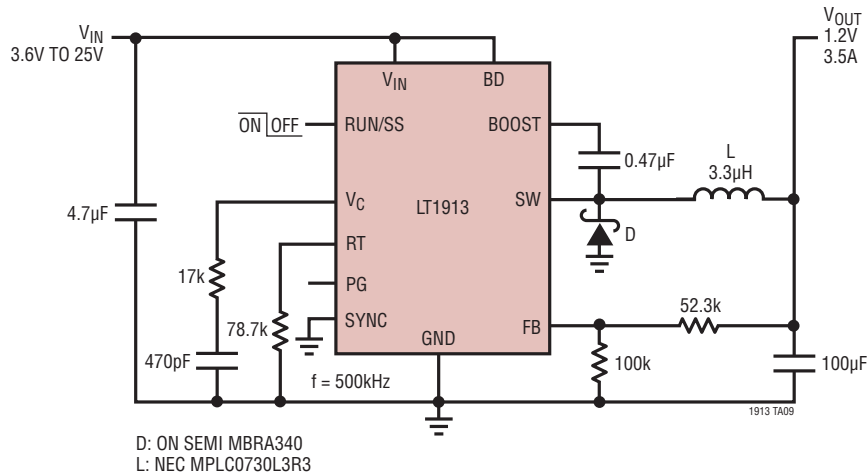 VIN
3.6V TO 25V
VOUT
1.2V
3.5A
VIN
BD
ON OFF
RUN/SS
BOOST
0.47µF
L
3.3µH
4.7µF
VC
LT1913
SW
D
RT
17k
PG
52.3k
78.7k
SYNC
FB
GND
470pF
100k
100µF
f = 500kHz
1913 TA09
D: ON SEMI MBRA340
L: NEC MPLC0730L3R3